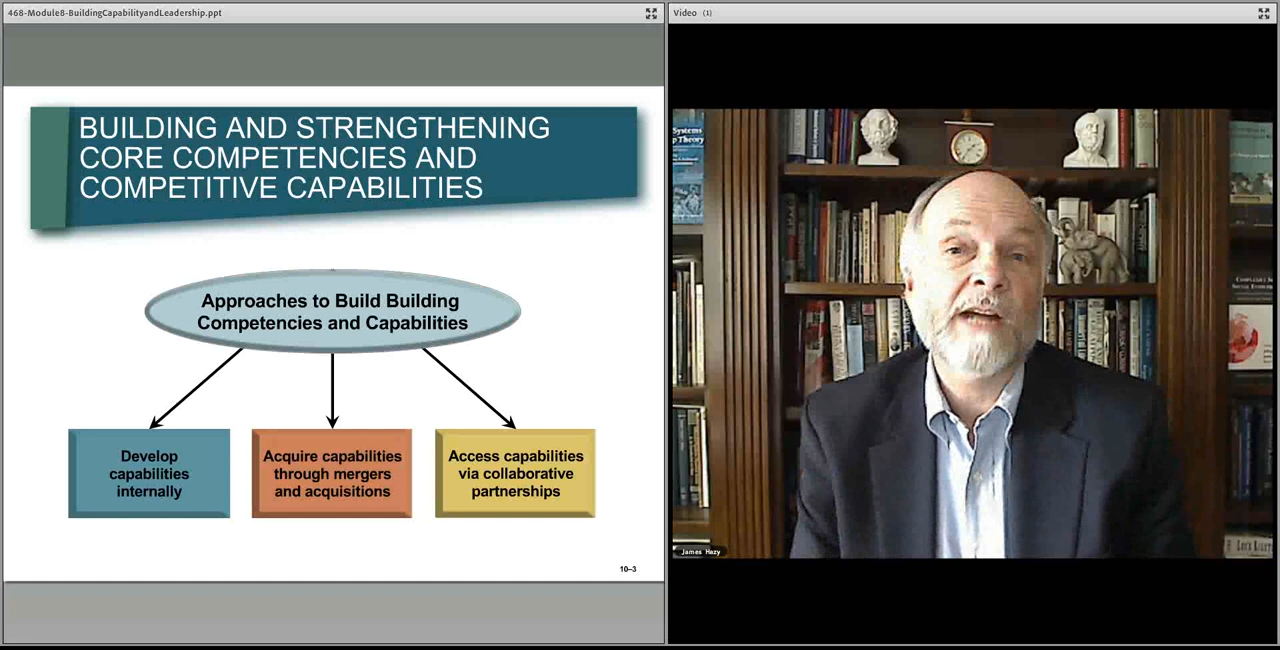 468-Module8-BuildingCapabilityandLeadership.ppt
BUILDING AND STRENGTHENING
CORE COMPETENCIES AND
COMPETITIVE CAPABILITIES
Approaches to Build Building
Competencies and Capabilities
Develop
capabilities
internally
Acquire capabilities
through mergers
and acquisitions
Access capabilities
via collaborative
partnerships
10–3
Video (1)
Systems
Theory
James Hazy